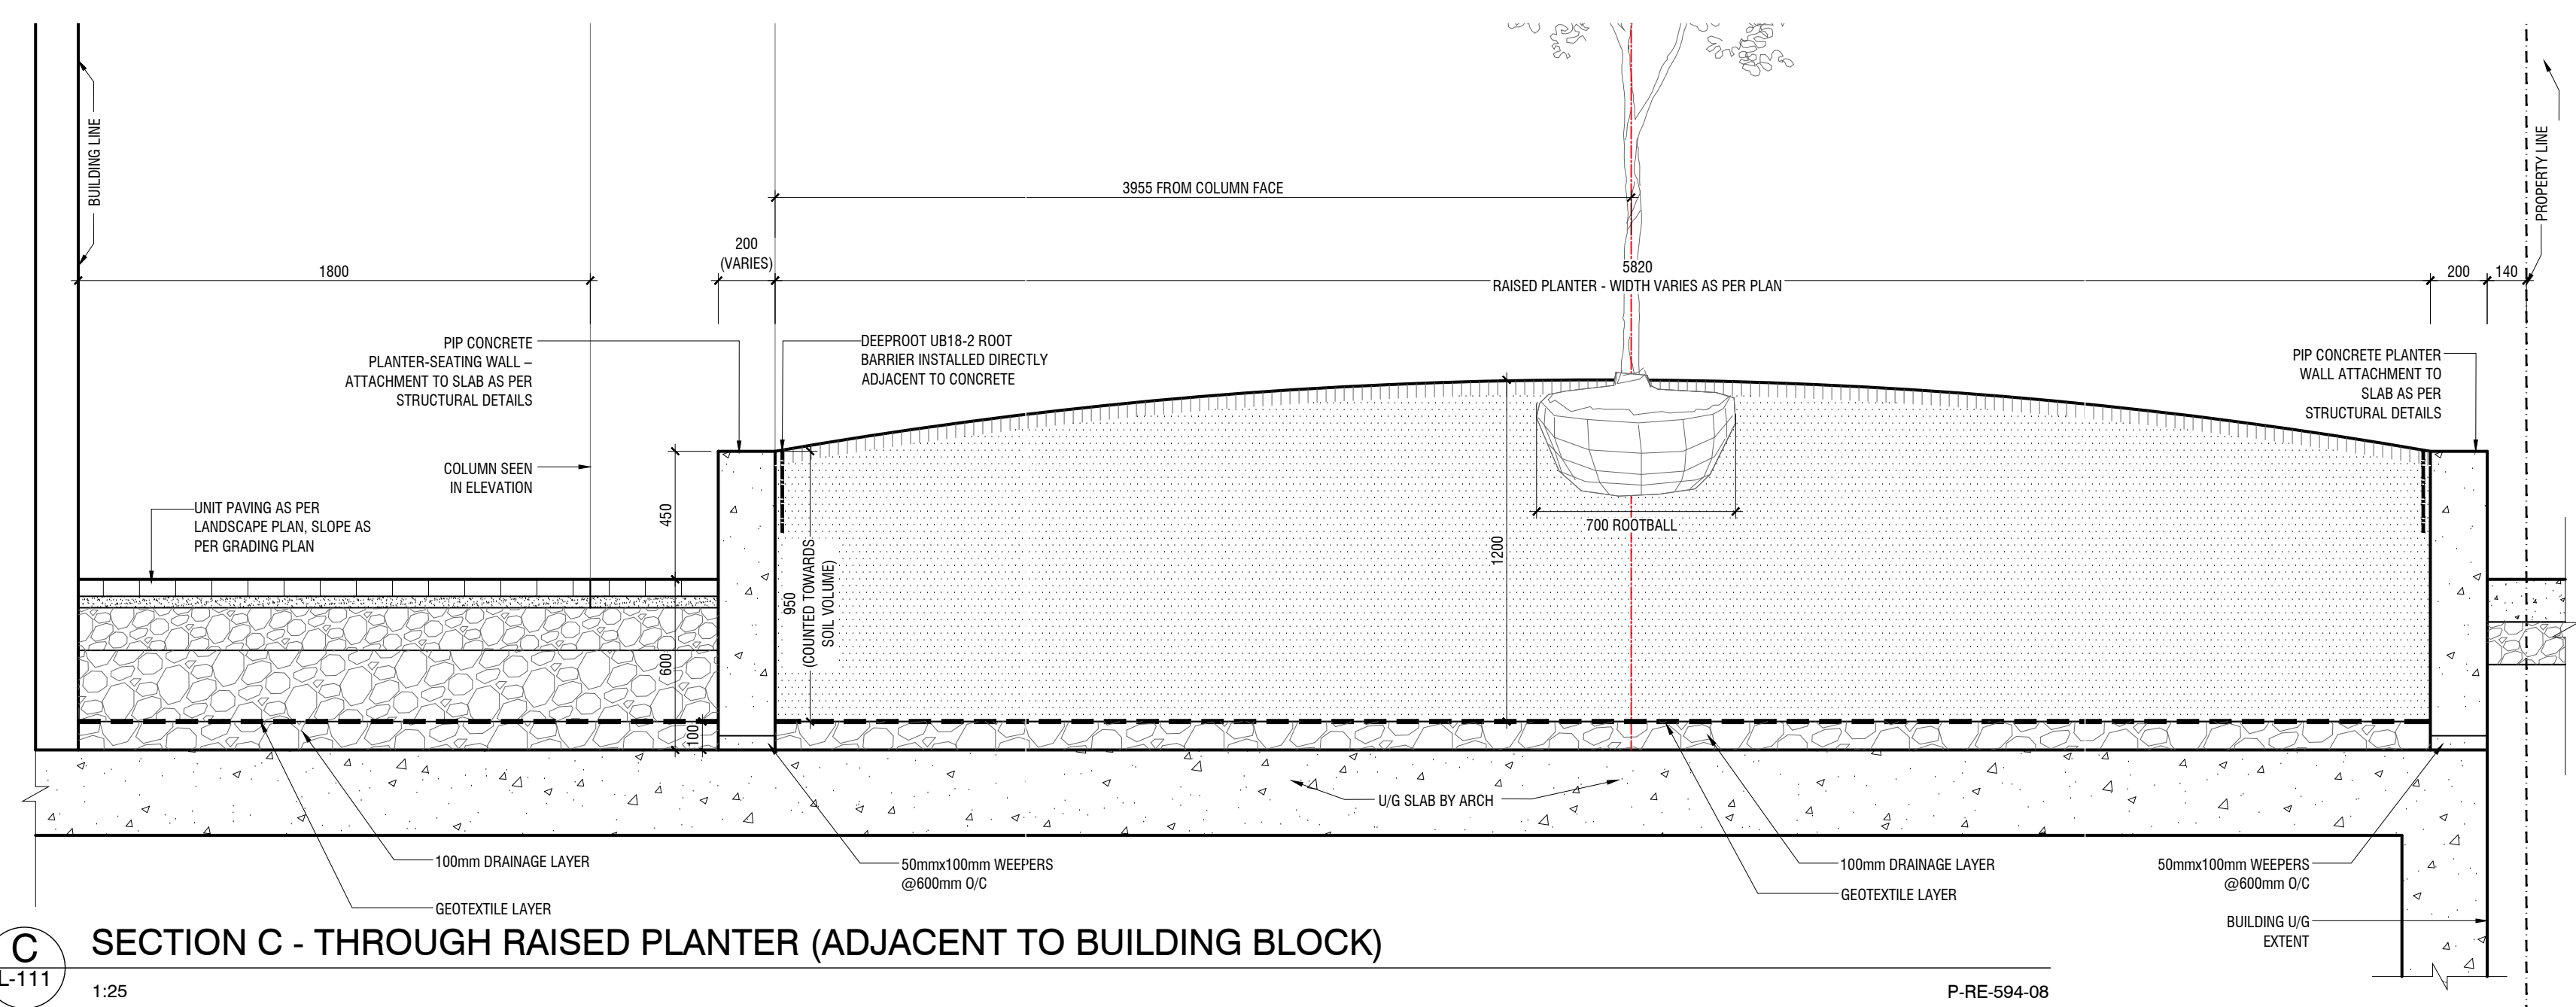 BUILDING LINE
PROPERTY LINE
3955 FROM COLUMN FACE
200
(VARIES)
1800
5820
RAISED PLANTER - WIDTH VARIES AS PER PLAN
200
140
PIP CONCRETE
PLANTER-SEATING WALL –
ATTACHMENT TO SLAB AS PER
STRUCTURAL DETAILS
DEEPROOT UB18-2 ROOT
BARRIER INSTALLED DIRECTLY
ADJACENT TO CONCRETE
PIP CONCRETE PLANTER
WALL ATTACHMENT TO
SLAB AS PER
STRUCTURAL DETAILS
COLUMN SEEN
IN ELEVATION
UNIT PAVING AS PER
LANDSCAPE PLAN, SLOPE AS
PER GRADING PLAN
450
600
100
950
(COUNTED TOWARDS
SOIL VOLUME)
1200
700 ROOTBALL
U/G SLAB BY ARCH
100mm DRAINAGE LAYER
GEOTEXTILE LAYER
50mmx100mm WEEPERS
@600mm O/C
100mm DRAINAGE LAYER
GEOTEXTILE LAYER
50mmx100mm WEEPERS
@600mm O/C
BUILDING U/G
EXTENT
C
L-111
SECTION C - THROUGH RAISED PLANTER (ADJACENT TO BUILDING BLOCK)
1:25
P-RE-594-08